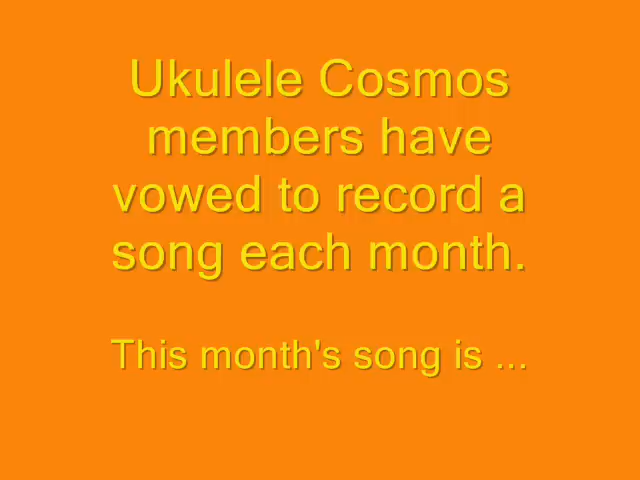 Ukulele Cosmos
members have
vowed to record a
song each month.
This month's song is ...